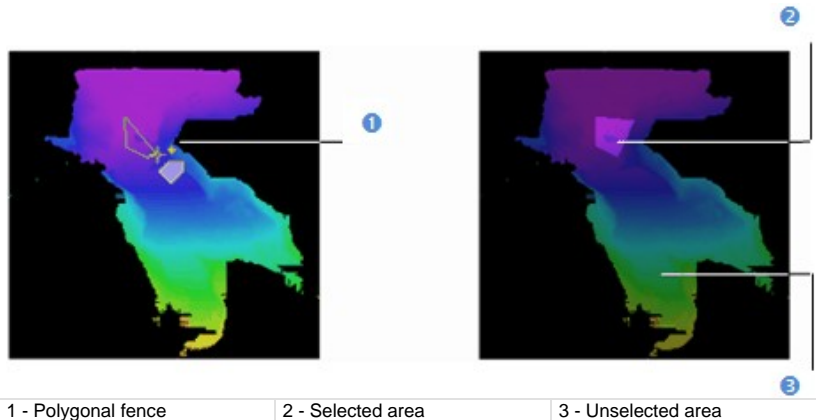 2
1
3
1 - Polygonal fence
2 - Selected area
3 - Unselected area